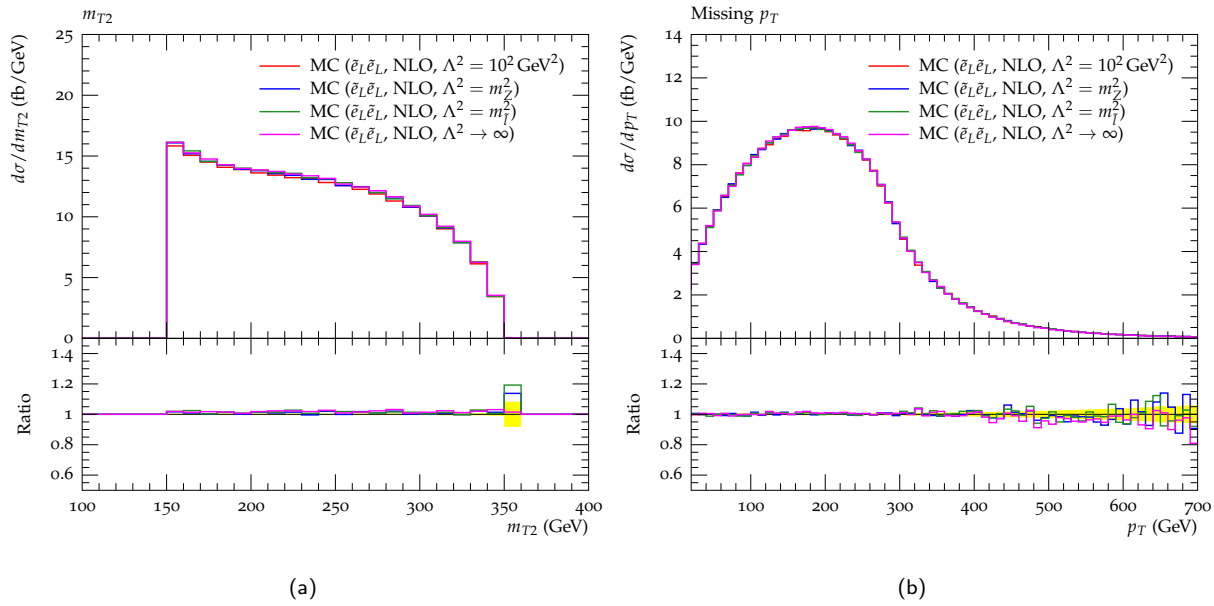 m_{T2}
dσ/dm_{T2} (fb/GeV)
25
20
15
10
5
0
MC (ẽ_L ẽ_L, NLO, Λ² = 10² GeV²)
MC (ẽ_L ẽ_L, NLO, Λ² = m_Z²)
MC (ẽ_L ẽ_L, NLO, Λ² = m_l̃²)
MC (ẽ_L ẽ_L, NLO, Λ² → ∞)
Ratio
1.4
1.2
1
0.8
0.6
100 150 200 250 300 350 400
m_{T2} (GeV)
(a)
Missing p_T
dσ/dp_T (fb/GeV)
14
12
10
8
6
4
2
0
MC (ẽ_L ẽ_L, NLO, Λ² = 10² GeV²)
MC (ẽ_L ẽ_L, NLO, Λ² = m_Z²)
MC (ẽ_L ẽ_L, NLO, Λ² = m_l̃²)
MC (ẽ_L ẽ_L, NLO, Λ² → ∞)
Ratio
1.4
1.2
1
0.8
0.6
100 200 300 400 500 600 700
p_T (GeV)
(b)